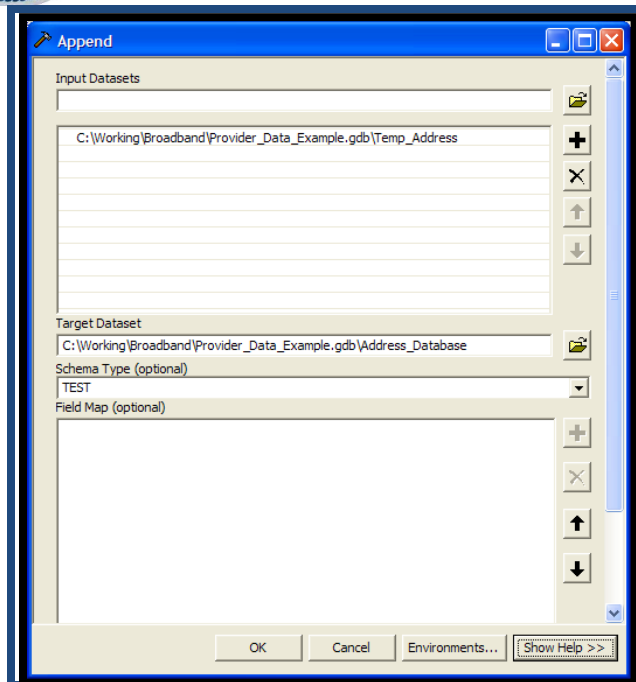 Append
Input Datasets
C:\Working\Broadband\Provider_Data_Example.gdb\Temp_Address
Target Dataset
C:\Working\Broadband\Provider_Data_Example.gdb\Address_Database
Schema Type (optional)
TEST
Field Map (optional)
OK Cancel Environments... Show Help >>